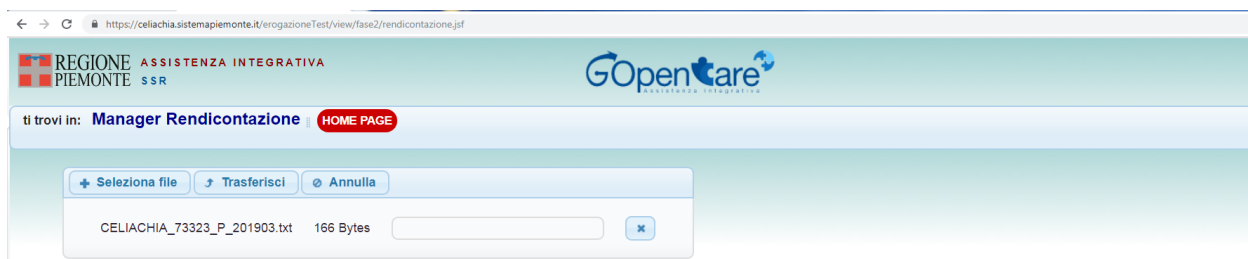 https://celiachia.sistemapiemonte.it/erogazioneTest/view/fase2/rendicontazione.jsf
REGIONE ASSISTENZA INTEGRATIVA
PIEMONTE SSR
GOpenCare
Assistenza Integrativa
ti trovi in: Manager Rendicontazione HOME PAGE
Seleziona file Trasferisci Annulla
CELIACHIA_73323_P_201903.txt 166 Bytes